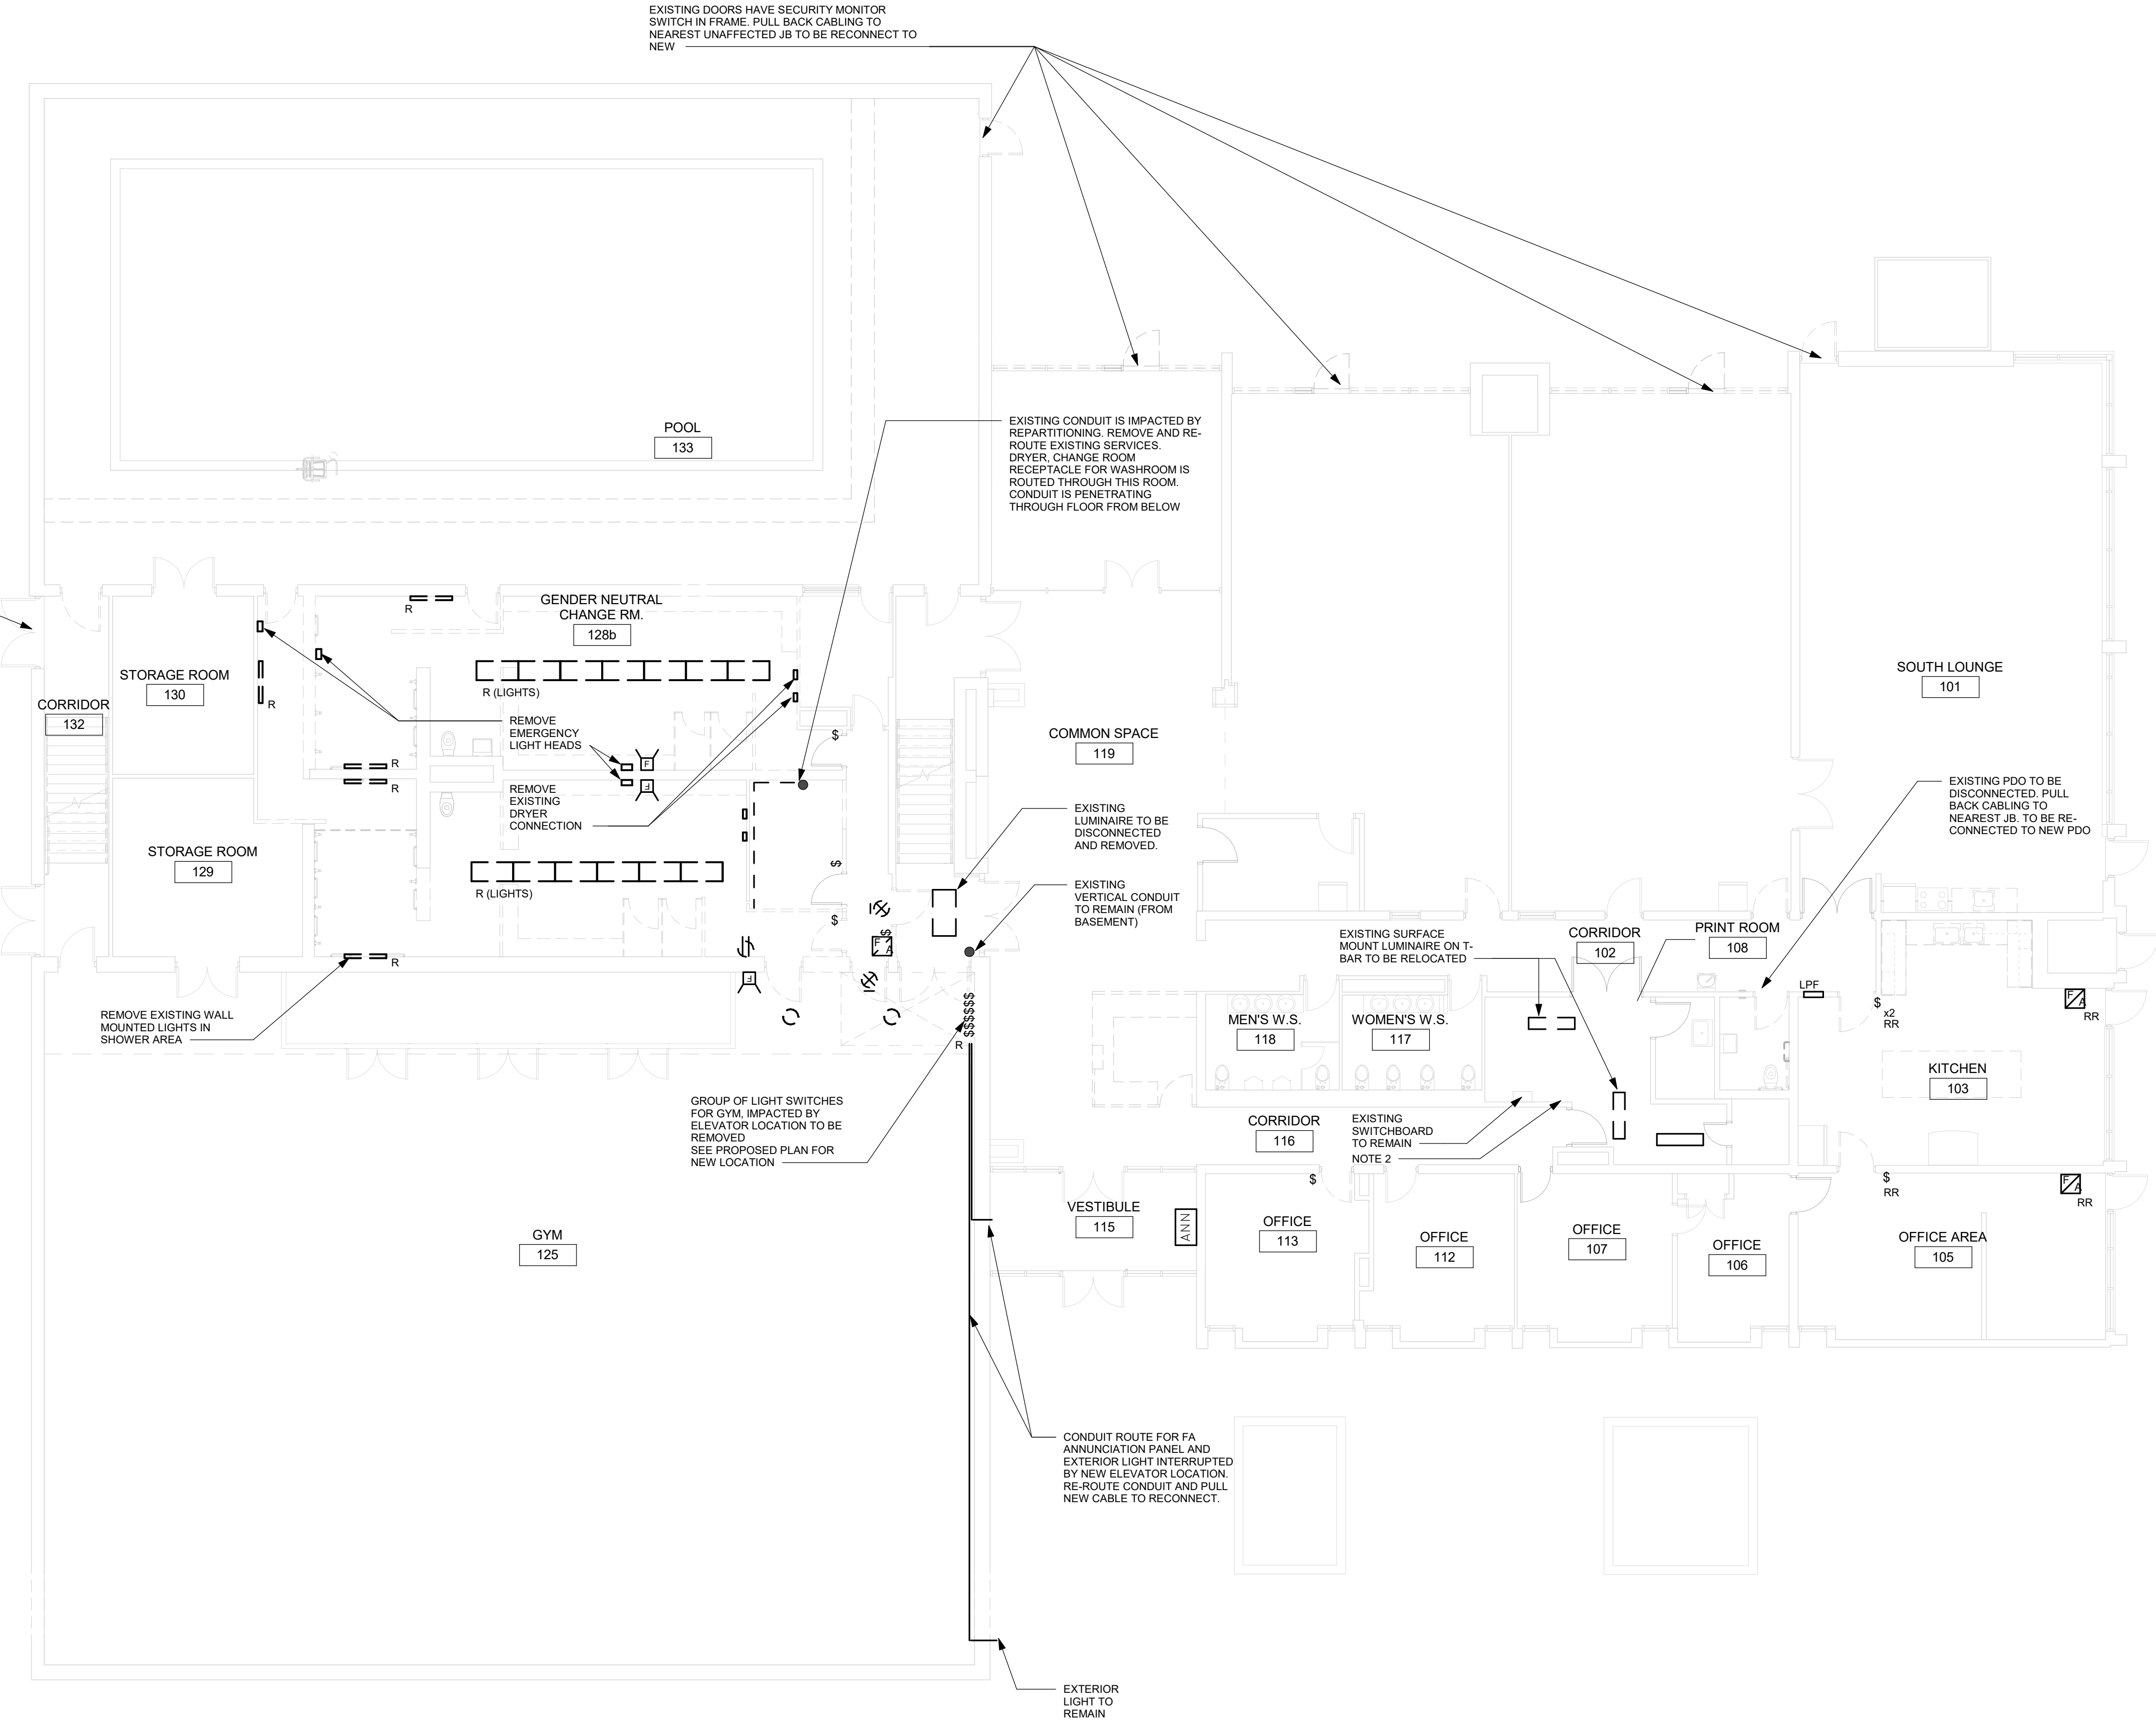 EXISTING DOORS HAVE SECURITY MONITOR
SWITCH IN FRAME. PULL BACK CABLING TO
NEAREST UNAFFECTED JB TO BE RECONNECT TO
NEW
POOL
133
EXISTING CONDUIT IS IMPACTED BY
REPARTITIONING. REMOVE AND RE-
ROUTE EXISTING SERVICES.
DRYER, CHANGE ROOM
RECEPTACLE FOR WASHROOM IS
ROUTED THROUGH THIS ROOM.
CONDUIT IS PENETRATING
THROUGH FLOOR FROM BELOW
R
GENDER NEUTRAL
CHANGE RM.
128b
STORAGE ROOM
130
R
CORRIDOR
132
R (LIGHTS)
REMOVE
EMERGENCY
LIGHT HEADS
F
F
R
R
REMOVE
EXISTING
DRYER
CONNECTION
$
COMMON SPACE
119
SOUTH LOUNGE
101
EXISTING
LUMINAIRE TO BE
DISCONNECTED
AND REMOVED.
EXISTING PDO TO BE
DISCONNECTED. PULL
BACK CABLING TO
NEAREST JB. TO BE RE-
CONNECTED TO NEW PDO
STORAGE ROOM
129
R (LIGHTS)
$
$
$
F
A
EXISTING
VERTICAL CONDUIT
TO REMAIN (FROM
BASEMENT)
EXISTING SURFACE
MOUNT LUMINAIRE ON T-
BAR TO BE RELOCATED
CORRIDOR
102
PRINT ROOM
108
R
F
LPF
$
x2
RR
F
A
RR
REMOVE EXISTING WALL
MOUNTED LIGHTS IN
SHOWER AREA
$$$$$$
R
MEN'S W.S.
118
WOMEN'S W.S.
117
KITCHEN
103
GROUP OF LIGHT SWITCHES
FOR GYM, IMPACTED BY
ELEVATOR LOCATION TO BE
REMOVED
SEE PROPOSED PLAN FOR
NEW LOCATION
CORRIDOR
116
EXISTING
SWITCHBOARD
TO REMAIN
NOTE 2
$
$
RR
F
A
RR
VESTIBULE
115
ANN
OFFICE
113
OFFICE
112
OFFICE
107
OFFICE
106
OFFICE AREA
105
GYM
125
CONDUIT ROUTE FOR FA
ANNUNCIATION PANEL AND
EXTERIOR LIGHT INTERRUPTED
BY NEW ELEVATOR LOCATION.
RE-ROUTE CONDUIT AND PULL
NEW CABLE TO RECONNECT.
EXTERIOR
LIGHT TO
REMAIN